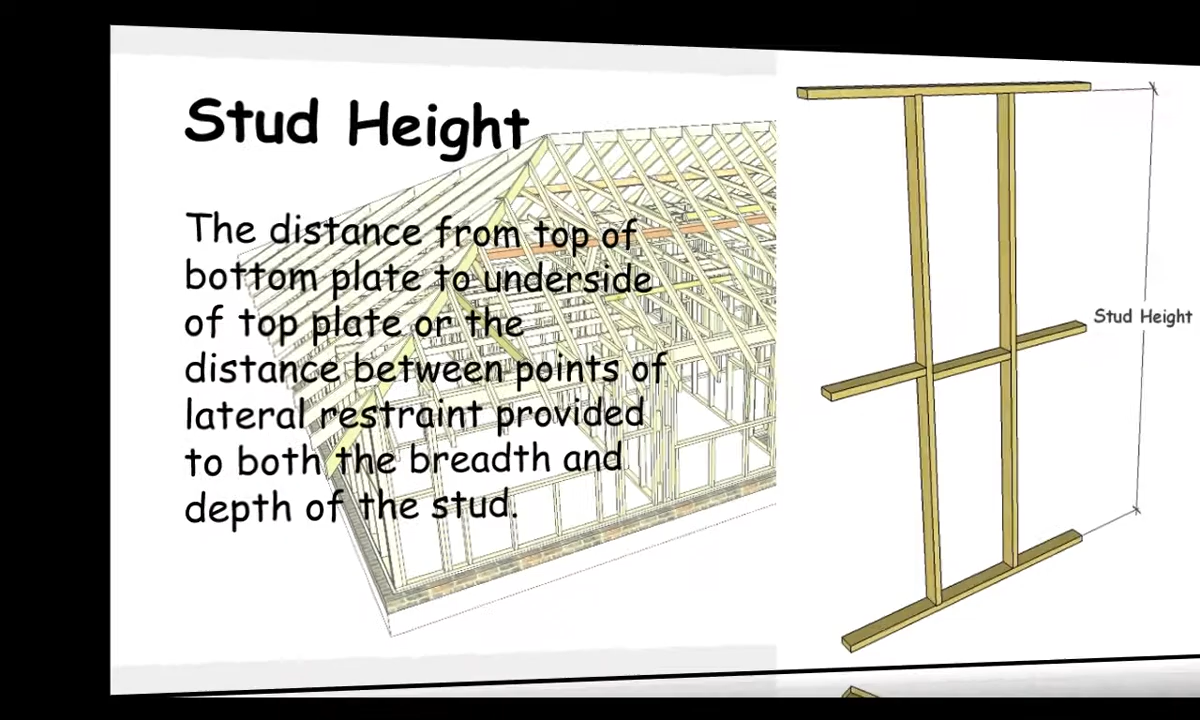 Stud Height
The distance from top of
bottom plate to underside
of top plate or the
distance between points of
lateral restraint provided
to both the breadth and
depth of the stud.
Stud Height